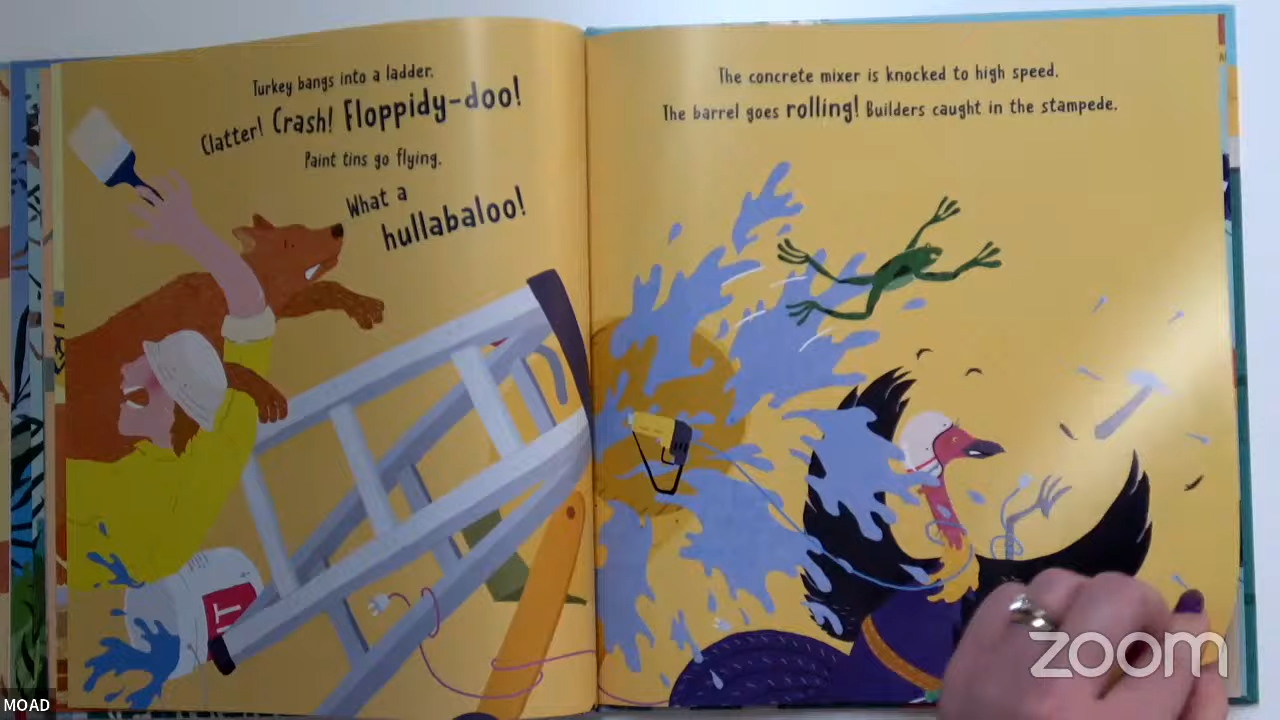 Turkey bangs into a ladder.
Clatter! Crash! Floppidy-doo!
Paint tins go flying.
What a
hullabaloo!
The concrete mixer is knocked to high speed.
The barrel goes rolling! Builders caught in the stampede.
IT
MOAD
zoom